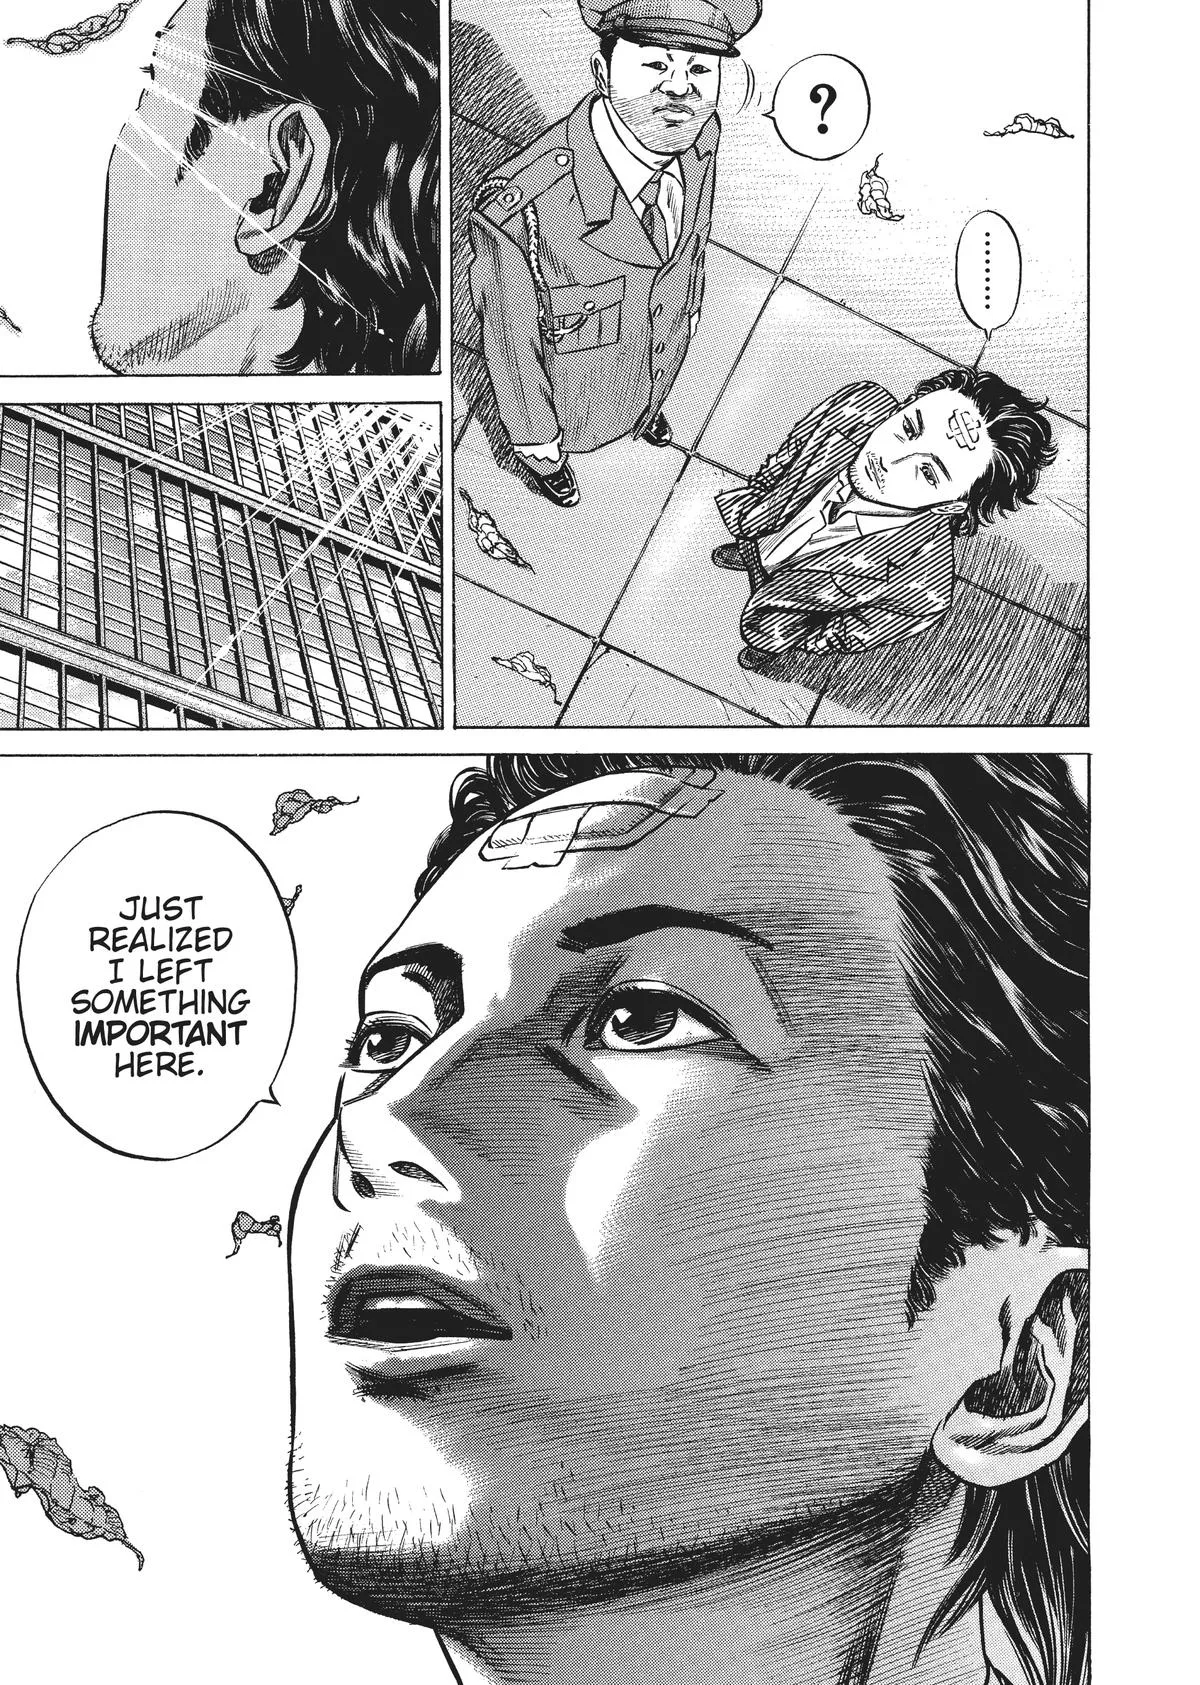 ?
.........
JUST
REALIZED
I LEFT
SOMETHING
IMPORTANT
HERE.